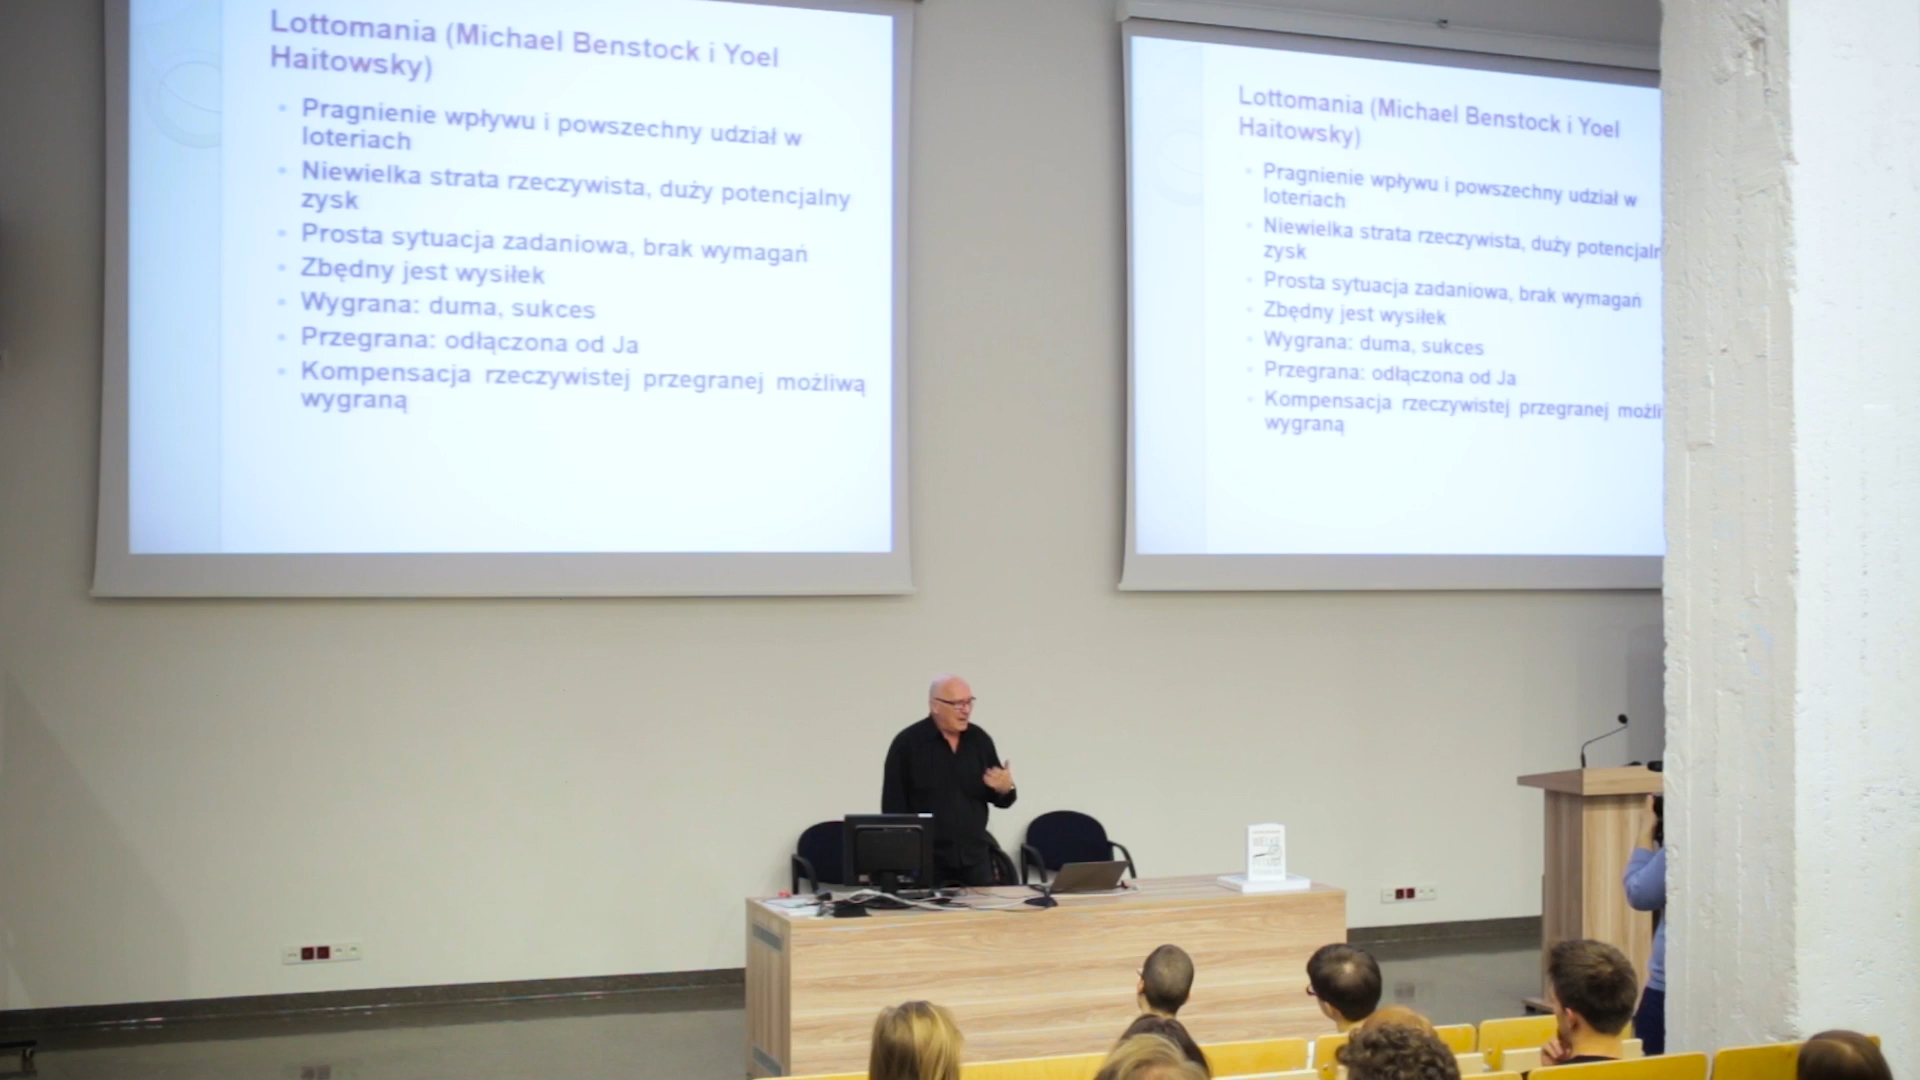 Lottomania (Michael Benstock i Yoel
Haitowsky)
Pragnienie wpływu i powszechny udział w
loteriach
Niewielka strata rzeczywista, duży potencjalny
zysk
Prosta sytuacja zadaniowa, brak wymagań
Zbędny jest wysiłek
Wygrana: duma, sukces
Przegrana: odłączona od Ja
Kompensacja rzeczywistej przegranej możliwą
wygraną
Lottomania (Michael Benstock i Yoel
Haitowsky)
Pragnienie wpływu i powszechny udział w
loteriach
Niewielka strata rzeczywista, duży potencjaln
zysk
Prosta sytuacja zadaniowa, brak wymagań
Zbędny jest wysiłek
Wygrana: duma, sukces
Przegrana: odłączona od Ja
Kompensacja rzeczywistej przegranej możli
wygraną